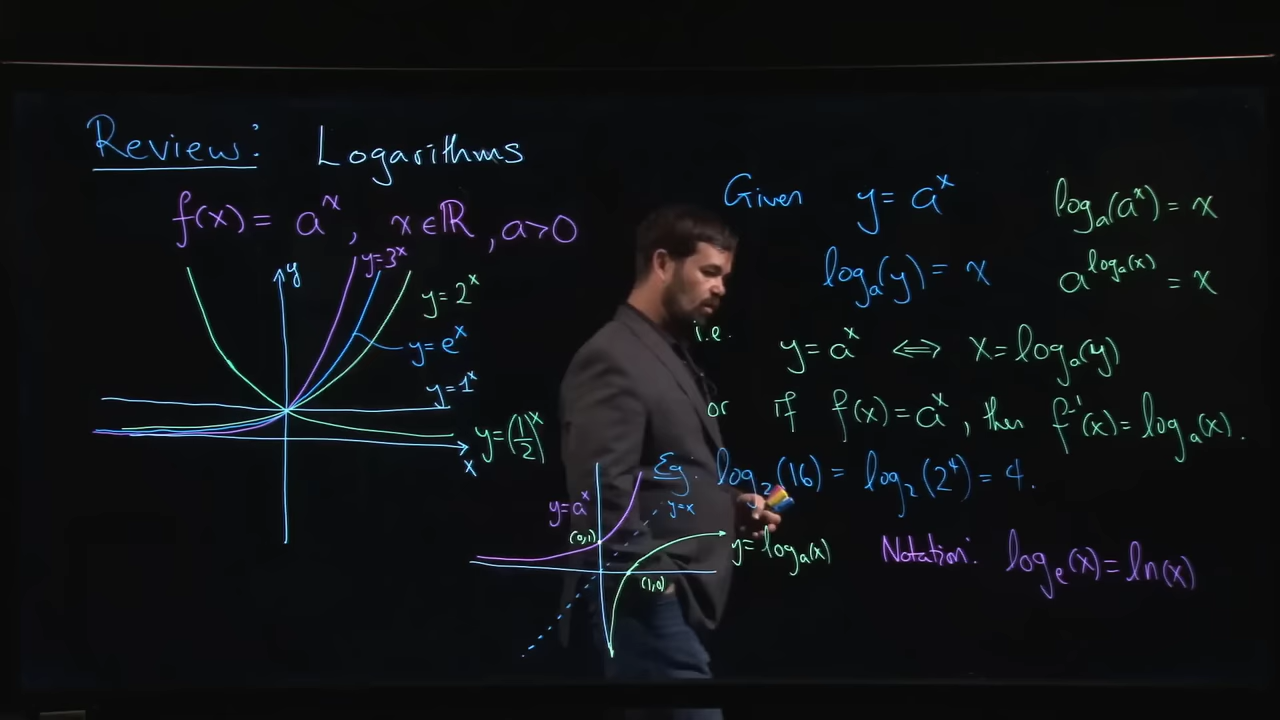 Review: Logarithms
f(x) = a^x, x ∈ ℝ, a>0
y
y=3^x
y=2^x
y=e^x
y=1^x
y=(1/2)^x
x
Given y=a^x
log_a(y) = x
log_a(a^x) = x
a^{log_a(x)} = x
i.e. y=a^x ⟺ x=log_a(y)
or if f(x)=a^x, then f^{-1}(x)=log_a(x).
Eg: log_2(16) = log_2(2^4) = 4.
y=a^x
y=x
(0,1)
y=log_a(x)
(1,0)
Notation: log_e(x)=ln(x)